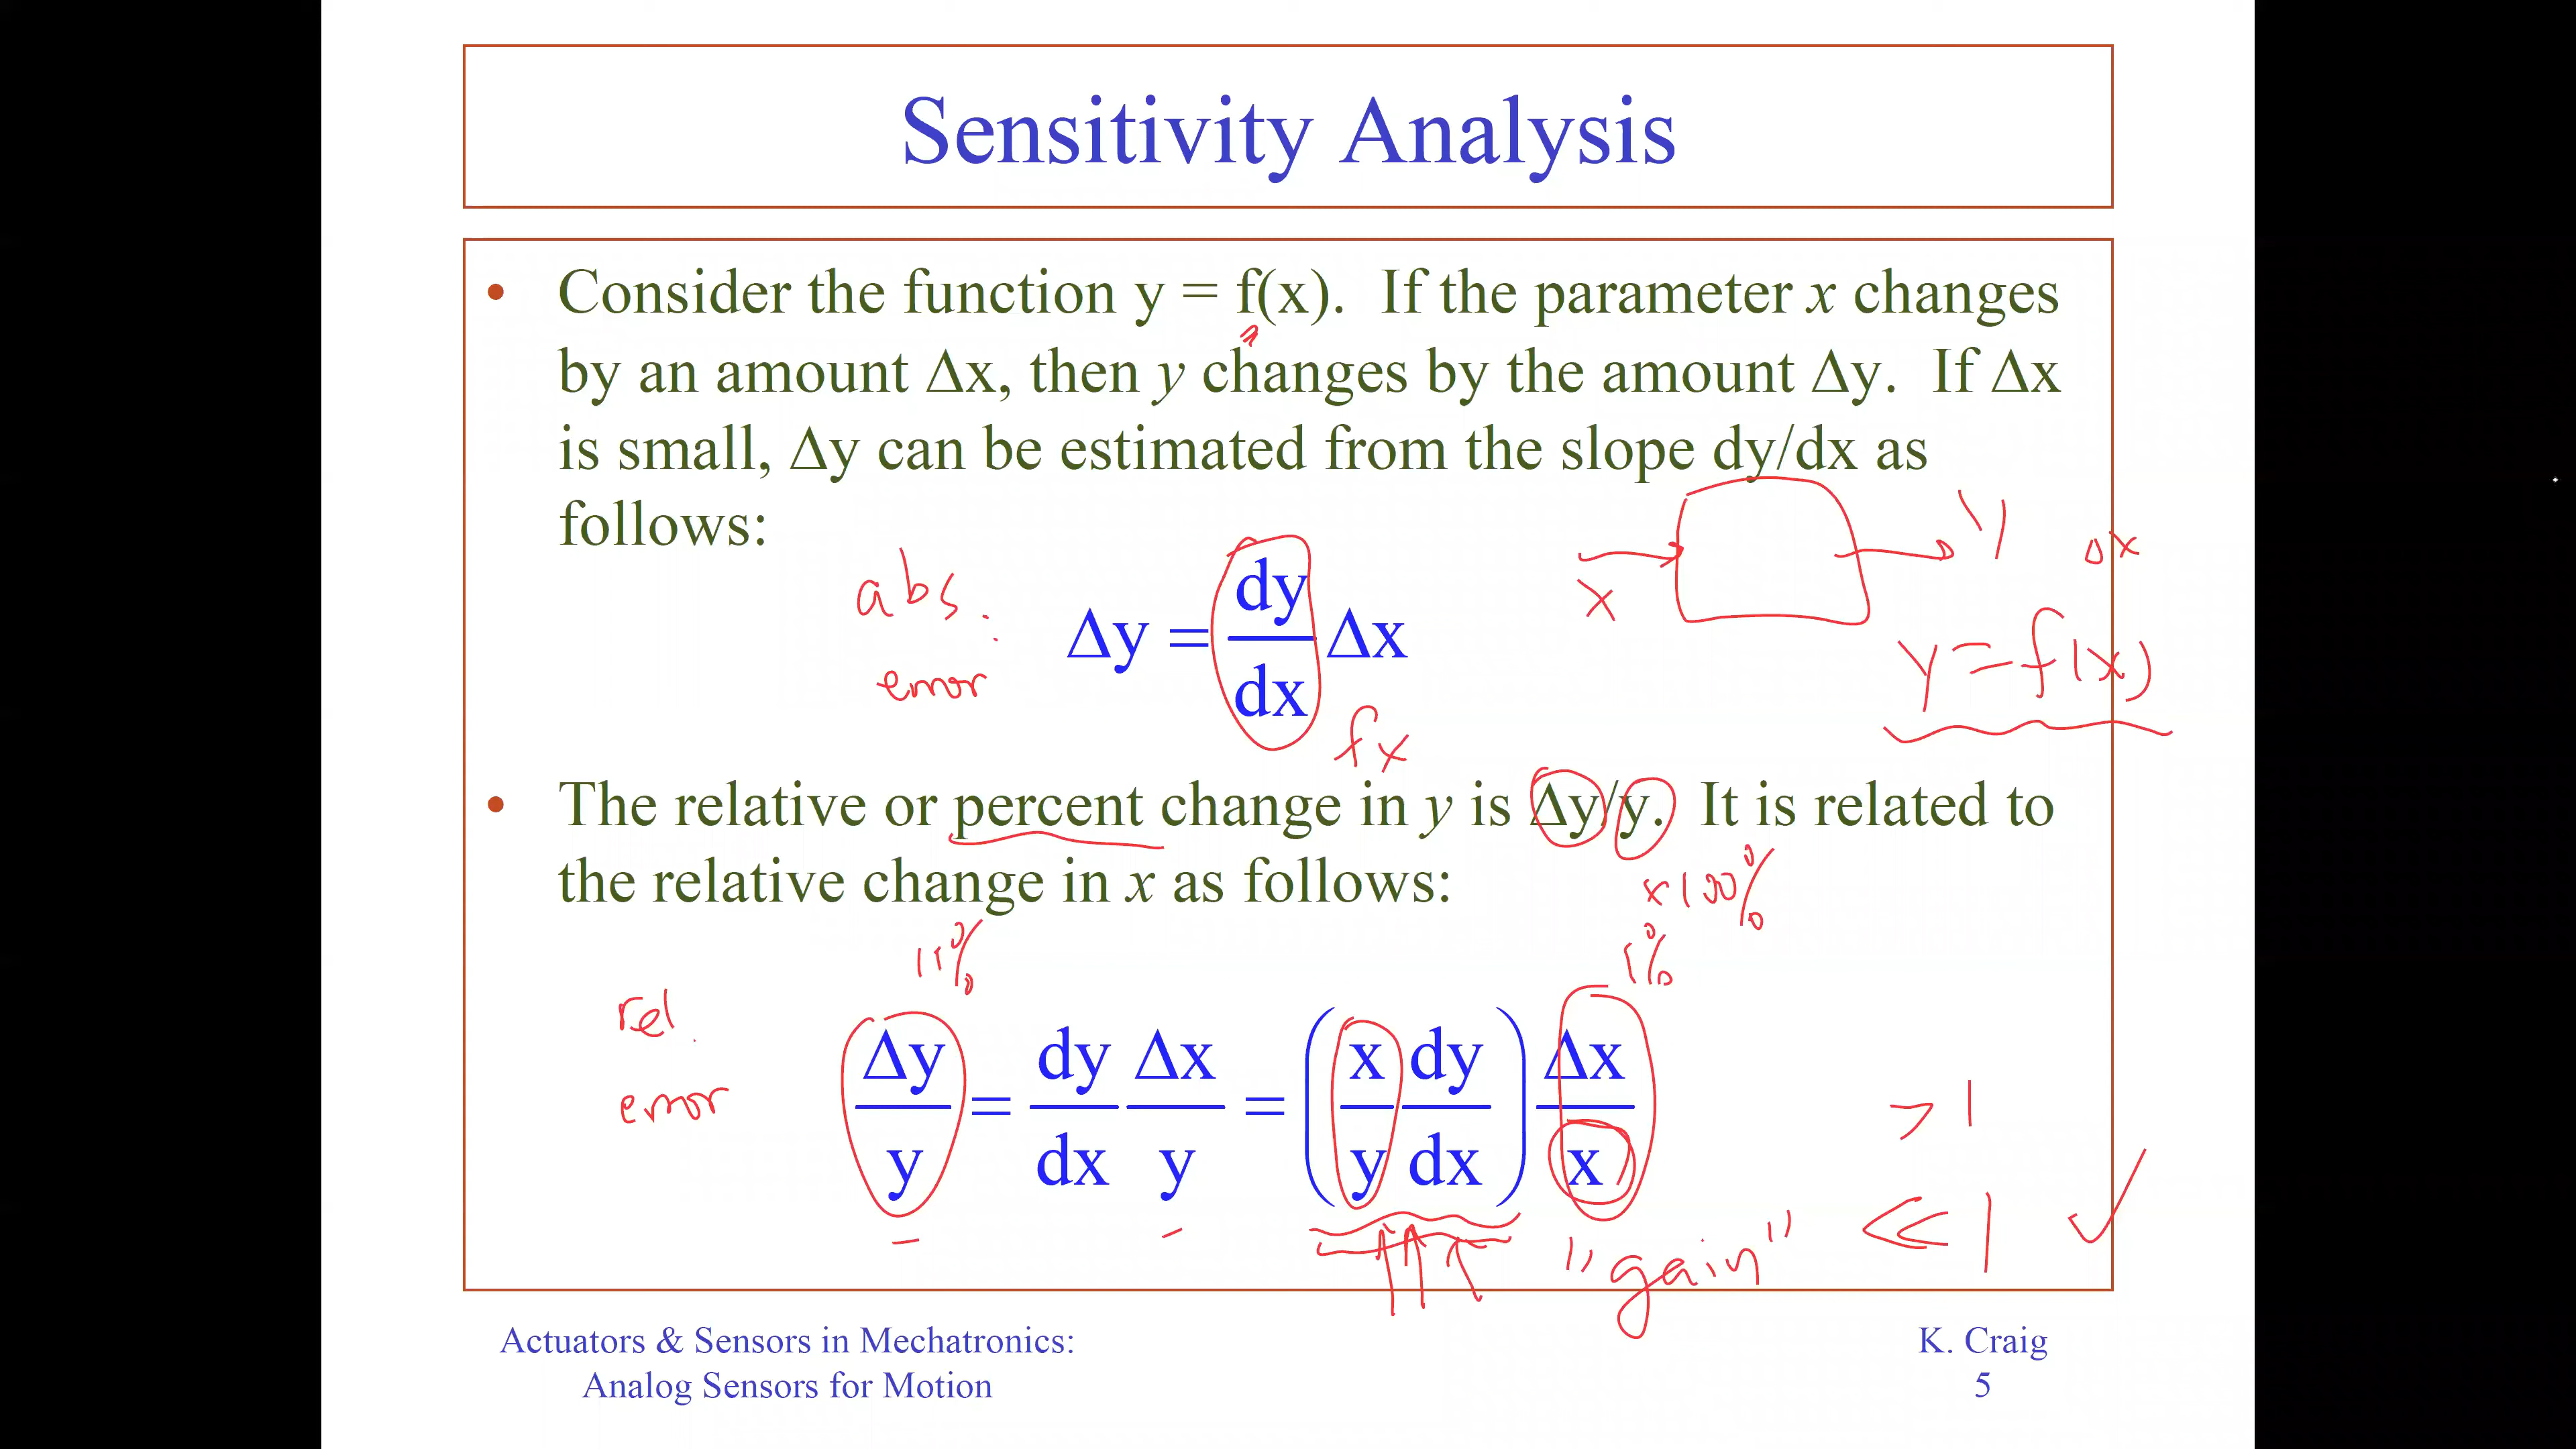 Sensitivity Analysis
• Consider the function y = f(x). If the parameter x changes
by an amount Δx, then y changes by the amount Δy. If Δx
is small, Δy can be estimated from the slope dy/dx as
follows:
x
y
Δx
y = f(x)
abs.
error
Δy = dy/dx Δx
fx
• The relative or percent change in y is Δy/y. It is related to
the relative change in x as follows:
x100%
1%
rel.
error
Δy/y = dy/dx Δx/y = (x/y dy/dx) Δx/x
> 1
"gain"
<< 1 ✓
Actuators & Sensors in Mechatronics:
Analog Sensors for Motion
K. Craig
5